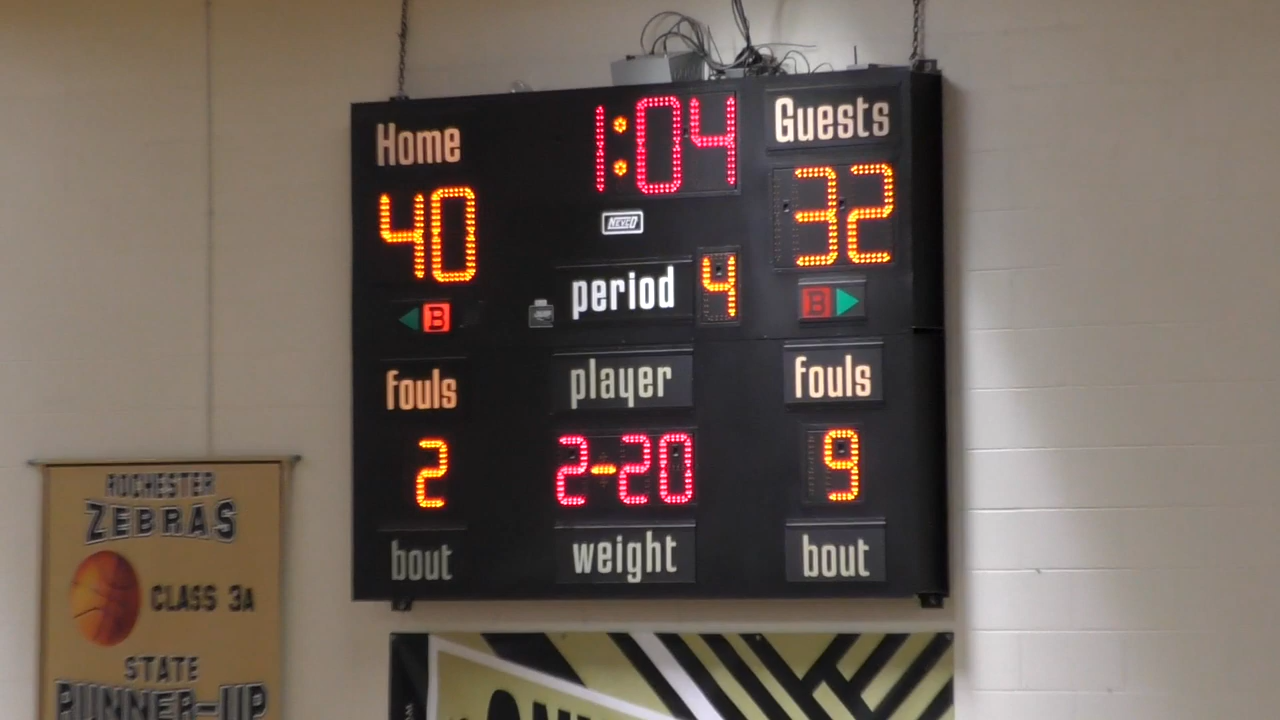 Home
1:04
Guests
40
32
NEVCO
period
4
B
B
fouls
player
fouls
2
2-20
9
bout
weight
bout
ROCHESTER
ZEBRAS
CLASS 3A
STATE
RUNNER-UP